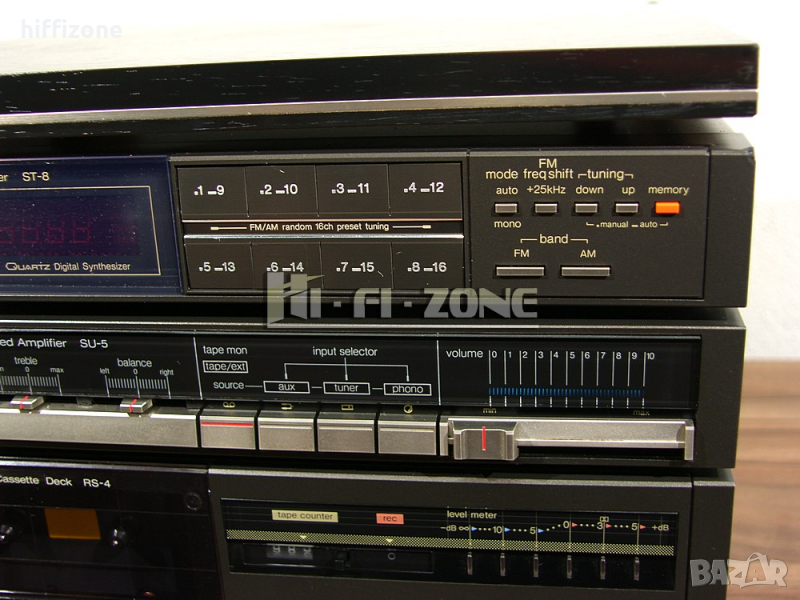 hiffizone
er ST-8
.1–9 .2–10 .3–11 .4–12
FM/AM random 16ch preset tuning
.5–13 .6–14 .7–15 .8–16
QUARTZ Digital Synthesizer
FM
mode freq shift tuning
auto +25kHz down up memory
mono .–manual –auto
band
FM AM
HI-FI-ZONE
ed Amplifier SU-5
treble balance
min 0 max left 0 right
tape mon input selector
tape/ext
source aux tuner phono
volume 0 1 2 3 4 5 6 7 8 9 10
min max
Cassette Deck RS-4
tape counter rec level meter
–dB ∞ 10 5 0 3 5 +dB
BAZAR